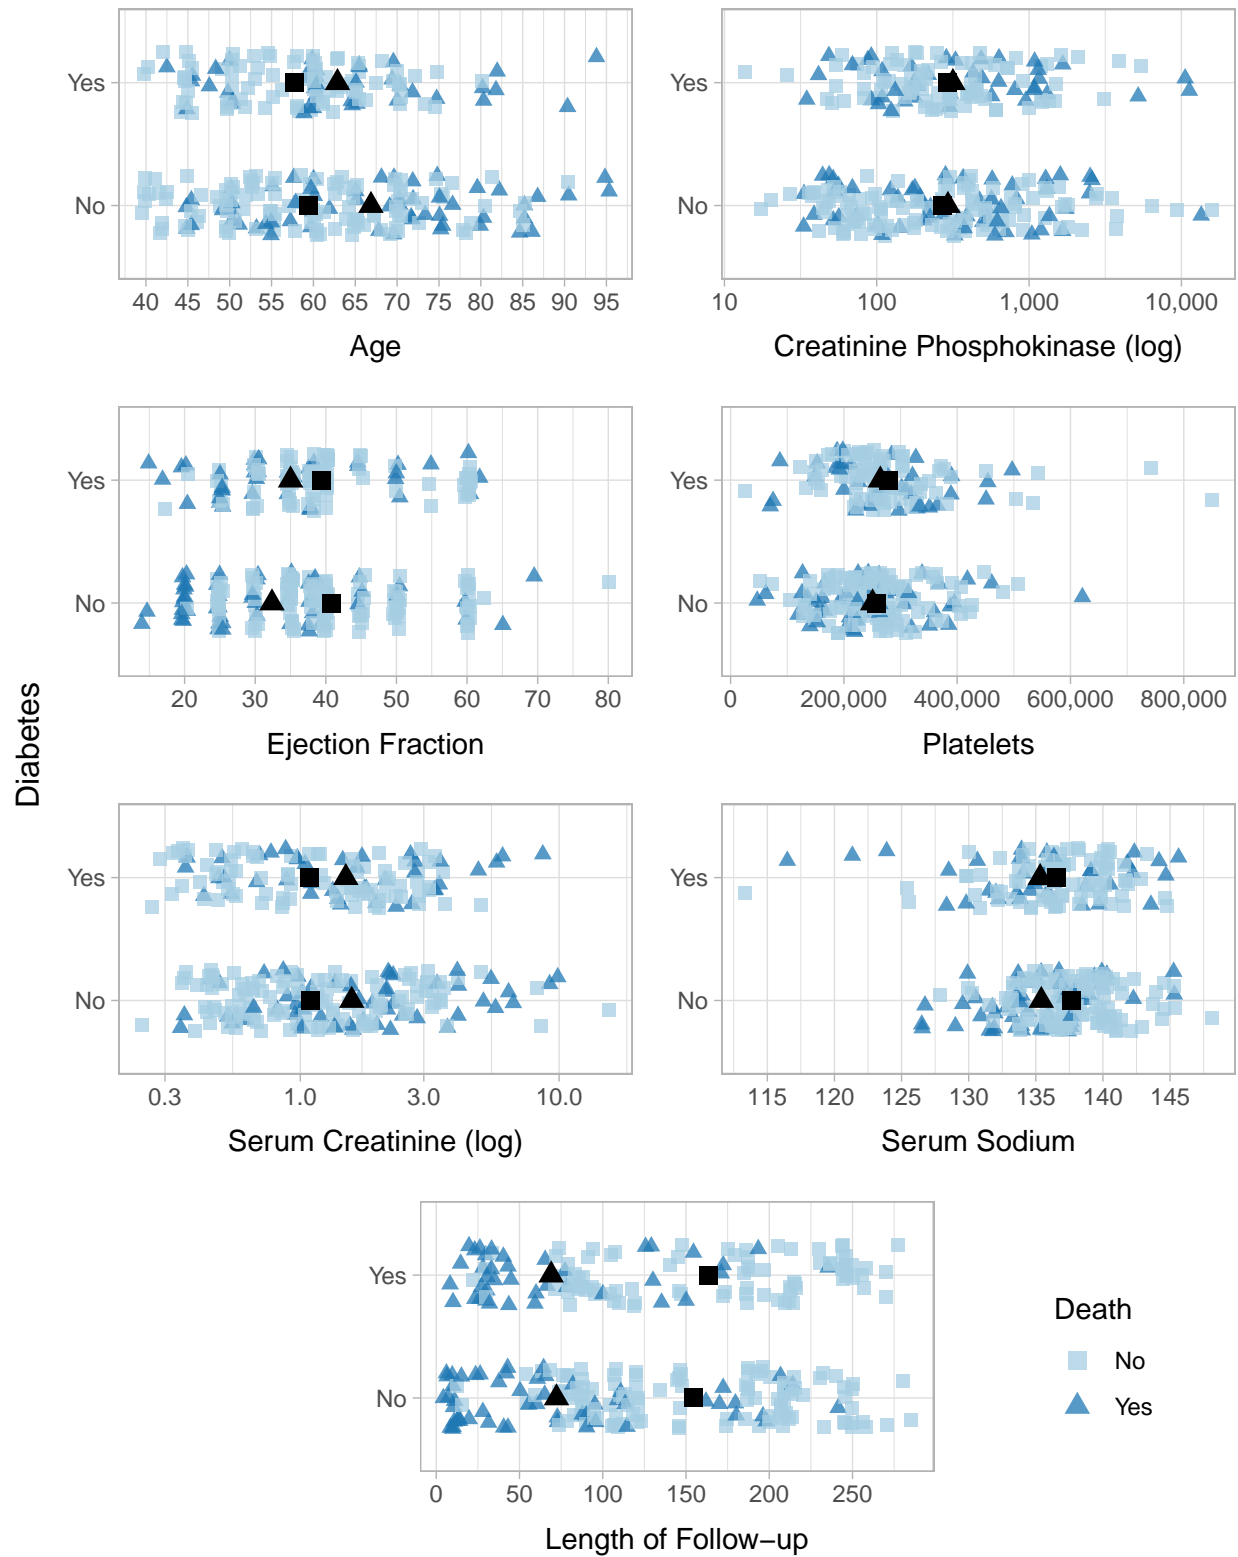 Yes
No
40 45 50 55 60 65 70 75 80 85 90 95
Age
Yes
No
10 100 1,000 10,000
Creatinine Phosphokinase (log)
Yes
No
20 30 40 50 60 70 80
Ejection Fraction
Yes
No
0 200,000 400,000 600,000 800,000
Platelets
Diabetes
Yes
No
0.3 1.0 3.0 10.0
Serum Creatinine (log)
Yes
No
115 120 125 130 135 140 145
Serum Sodium
Yes
No
0 50 100 150 200 250
Length of Follow−up
Death
No
Yes